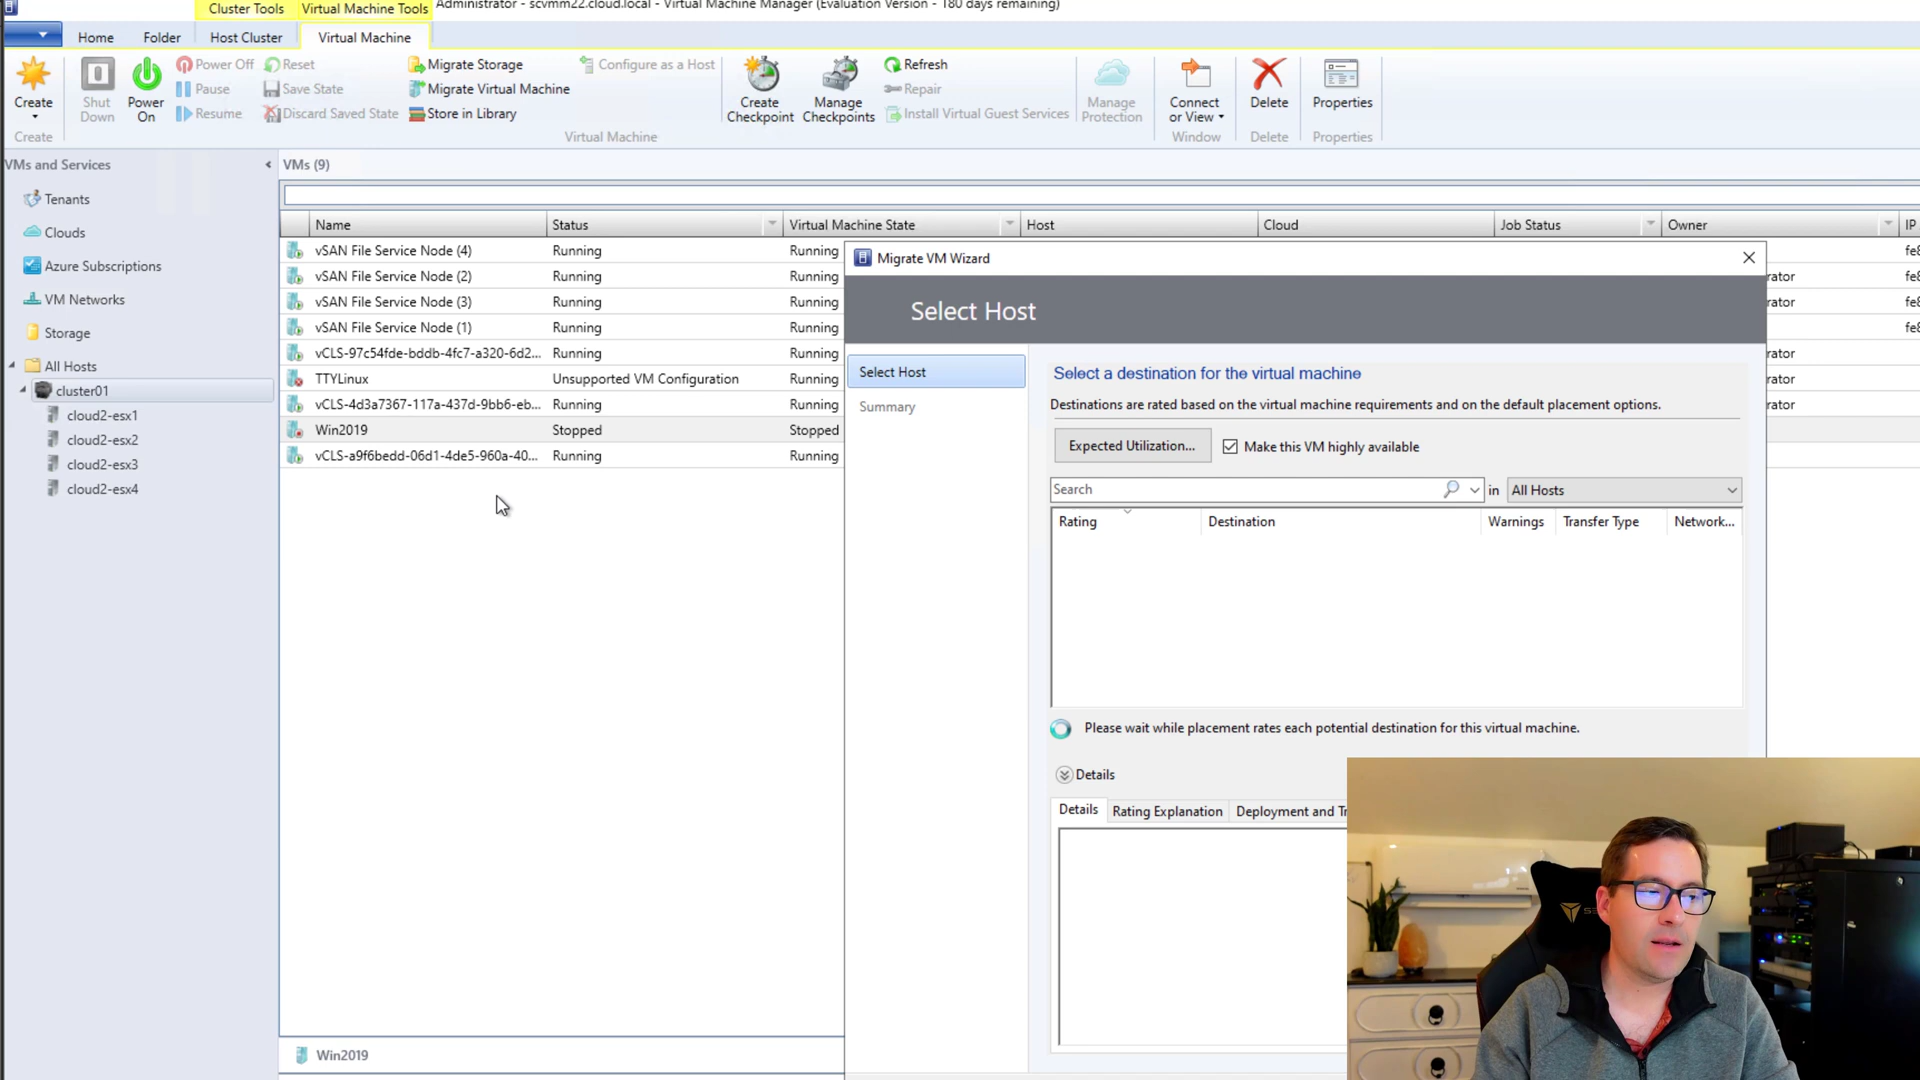 Cluster Tools
Virtual Machine Tools
Administrator - scvmm22.cloud.local - Virtual Machine Manager (Evaluation Version - 180 days remaining)
Home
Folder
Host Cluster
Virtual Machine
Create
Shut Down
Power On
Power Off
Pause
Resume
Reset
Save State
Discard Saved State
Migrate Storage
Migrate Virtual Machine
Store in Library
Configure as a Host
Create Checkpoint
Manage Checkpoints
Refresh
Repair
Install Virtual Guest Services
Manage Protection
Connect or View
Delete
Properties
Create
Virtual Machine
Window
Delete
Properties
VMs and Services
Tenants
Clouds
Azure Subscriptions
VM Networks
Storage
All Hosts
cluster01
cloud2-esx1
cloud2-esx2
cloud2-esx3
cloud2-esx4
VMs (9)
Name Status Virtual Machine State Host Cloud Job Status Owner IP
vSAN File Service Node (4) Running Running fe8
vSAN File Service Node (2) Running Running rator fe8
vSAN File Service Node (3) Running Running rator fe8
vSAN File Service Node (1) Running Running fe8
vCLS-97c54fde-bddb-4fc7-a320-6d2... Running Running rator
TTYLinux Unsupported VM Configuration Running rator
vCLS-4d3a7367-117a-437d-9bb6-eb... Running Running rator
Win2019 Stopped Stopped
vCLS-a9f6bedd-06d1-4de5-960a-40... Running Running
Win2019
Migrate VM Wizard
Select Host
Select Host
Summary
Select a destination for the virtual machine
Destinations are rated based on the virtual machine requirements and on the default placement options.
Expected Utilization... Make this VM highly available
Search in All Hosts
Rating Destination Warnings Transfer Type Network...
Please wait while placement rates each potential destination for this virtual machine.
Details
Details Rating Explanation Deployment and Tr